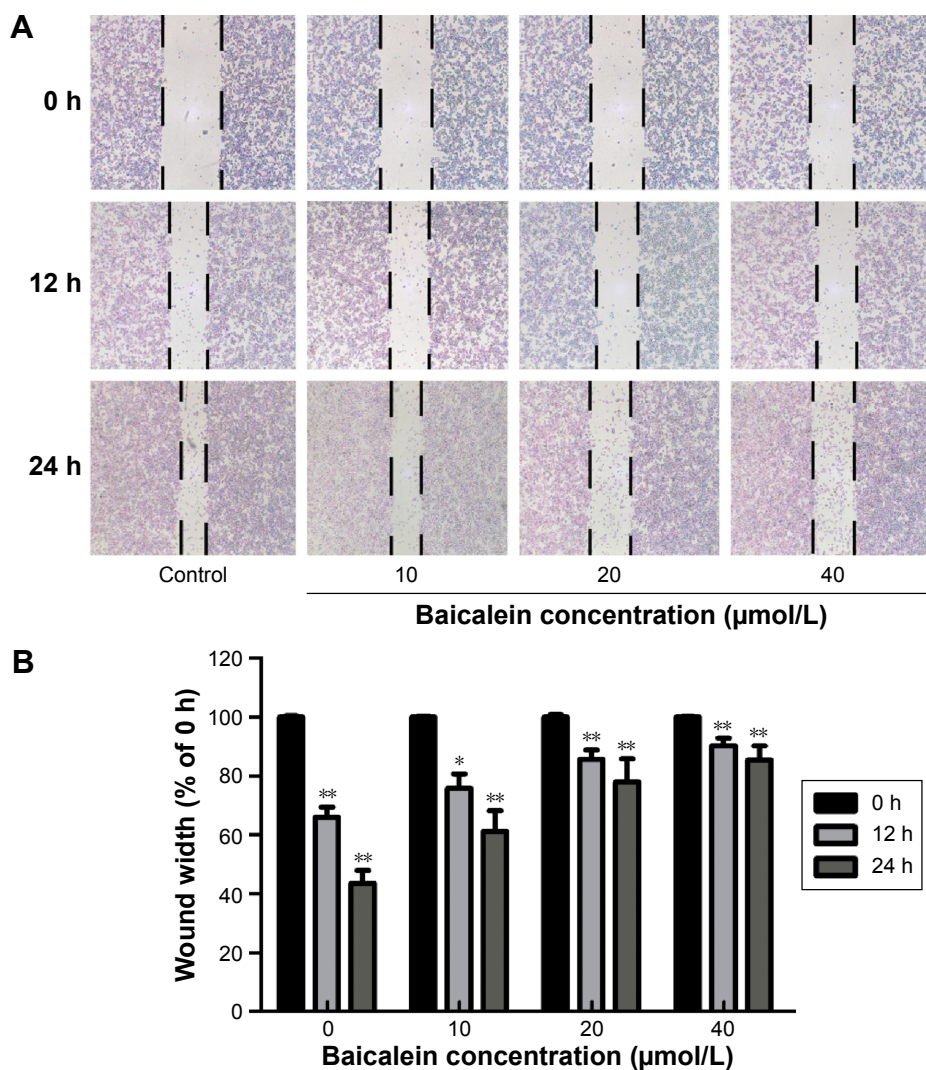 A
0 h
12 h
24 h
Control 10 20 40
Baicalein concentration (µmol/L)
B
Wound width (% of 0 h)
120
100
80
60
40
20
0
** ** * ** ** ** ** **
0 h
12 h
24 h
0 10 20 40
Baicalein concentration (µmol/L)